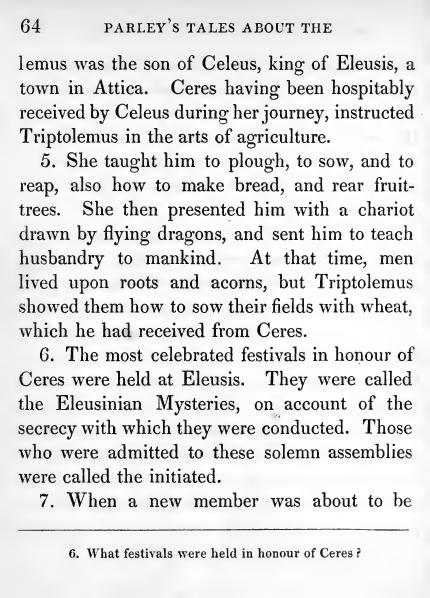 64 PARLEY'S TALES ABOUT THE
lemus was the son of Celeus, king of Eleusis, a
town in Attica. Ceres having been hospitably
received by Celeus during her journey, instructed
Triptolemus in the arts of agriculture.
5. She taught him to plough, to sow, and to
reap, also how to make bread, and rear fruit-
trees. She then presented him with a chariot
drawn by flying dragons, and sent him to teach
husbandry to mankind. At that time, men
lived upon roots and acorns, but Triptolemus
showed them how to sow their fields with wheat,
which he had received from Ceres.
6. The most celebrated festivals in honour of
Ceres were held at Eleusis. They were called
the Eleusinian Mysteries, on account of the
secrecy with which they were conducted. Those
who were admitted to these solemn assemblies
were called the initiated.
7. When a new member was about to be
6. What festivals were held in honour of Ceres?